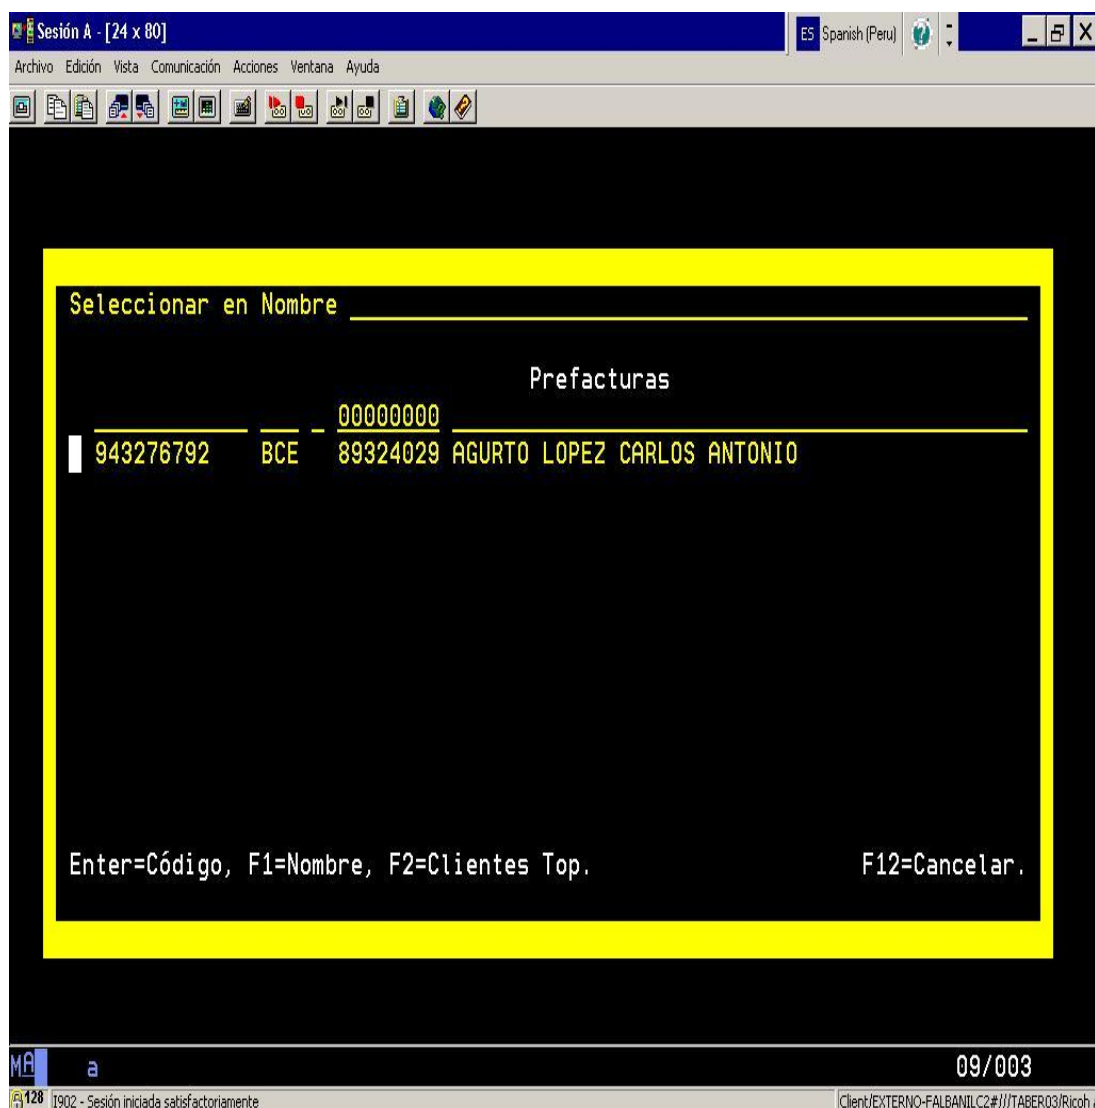 Sesión A - [24 x 80]
ES Spanish (Peru)
Archivo Edición Vista Comunicación Acciones Ventana Ayuda
Seleccionar en Nombre
Prefacturas
00000000
943276792 BCE 89324029 AGURTO LOPEZ CARLOS ANTONIO
Enter=Código, F1=Nombre, F2=Clientes Top. F12=Cancelar.
MA a 09/003
128 I902 - Sesión iniciada satisfactoriamente Client/EXTERNO-FALBANILC2#///TABER03/Ricoh